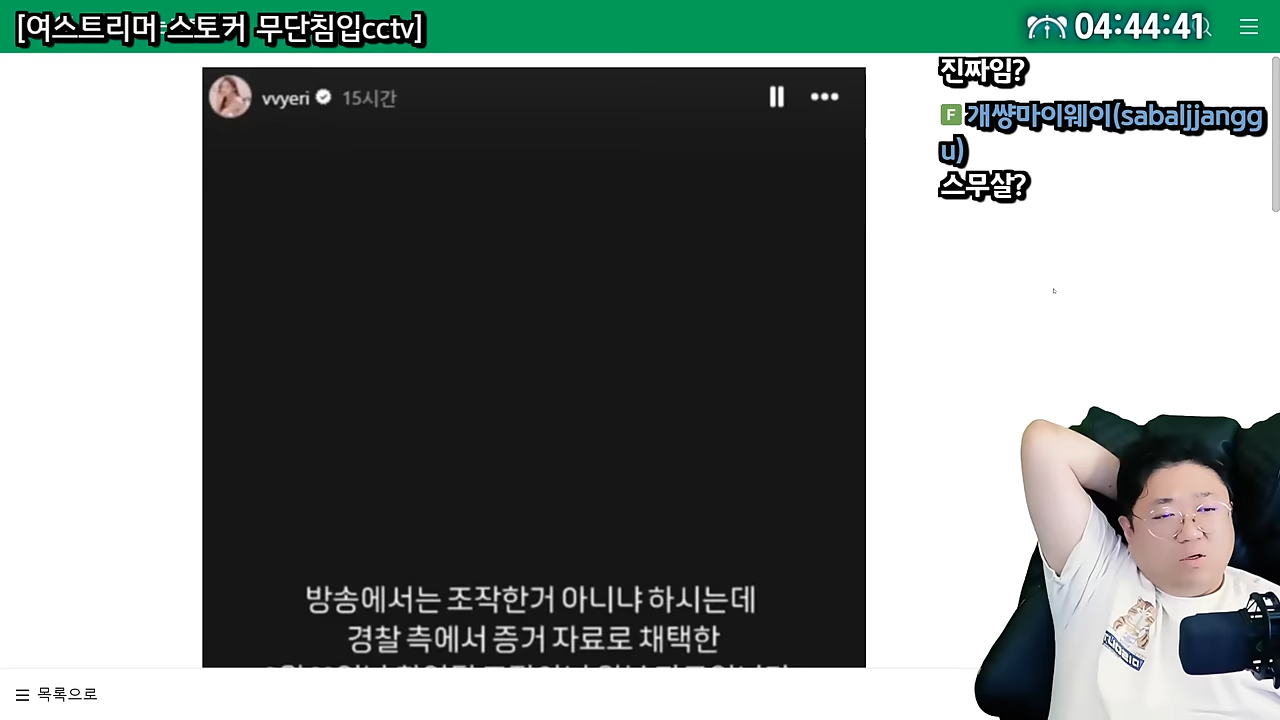 [여스트리머 스토커 무단침입cctv]
04:44:41
진짜임?
F 개쌍마이웨이(sabaljjangg
u)
스무살?
vvyeri 15시간
방송에서는 조작한거 아니냐 하시는데
경찰 측에서 증거 자료로 채택한
목록으로